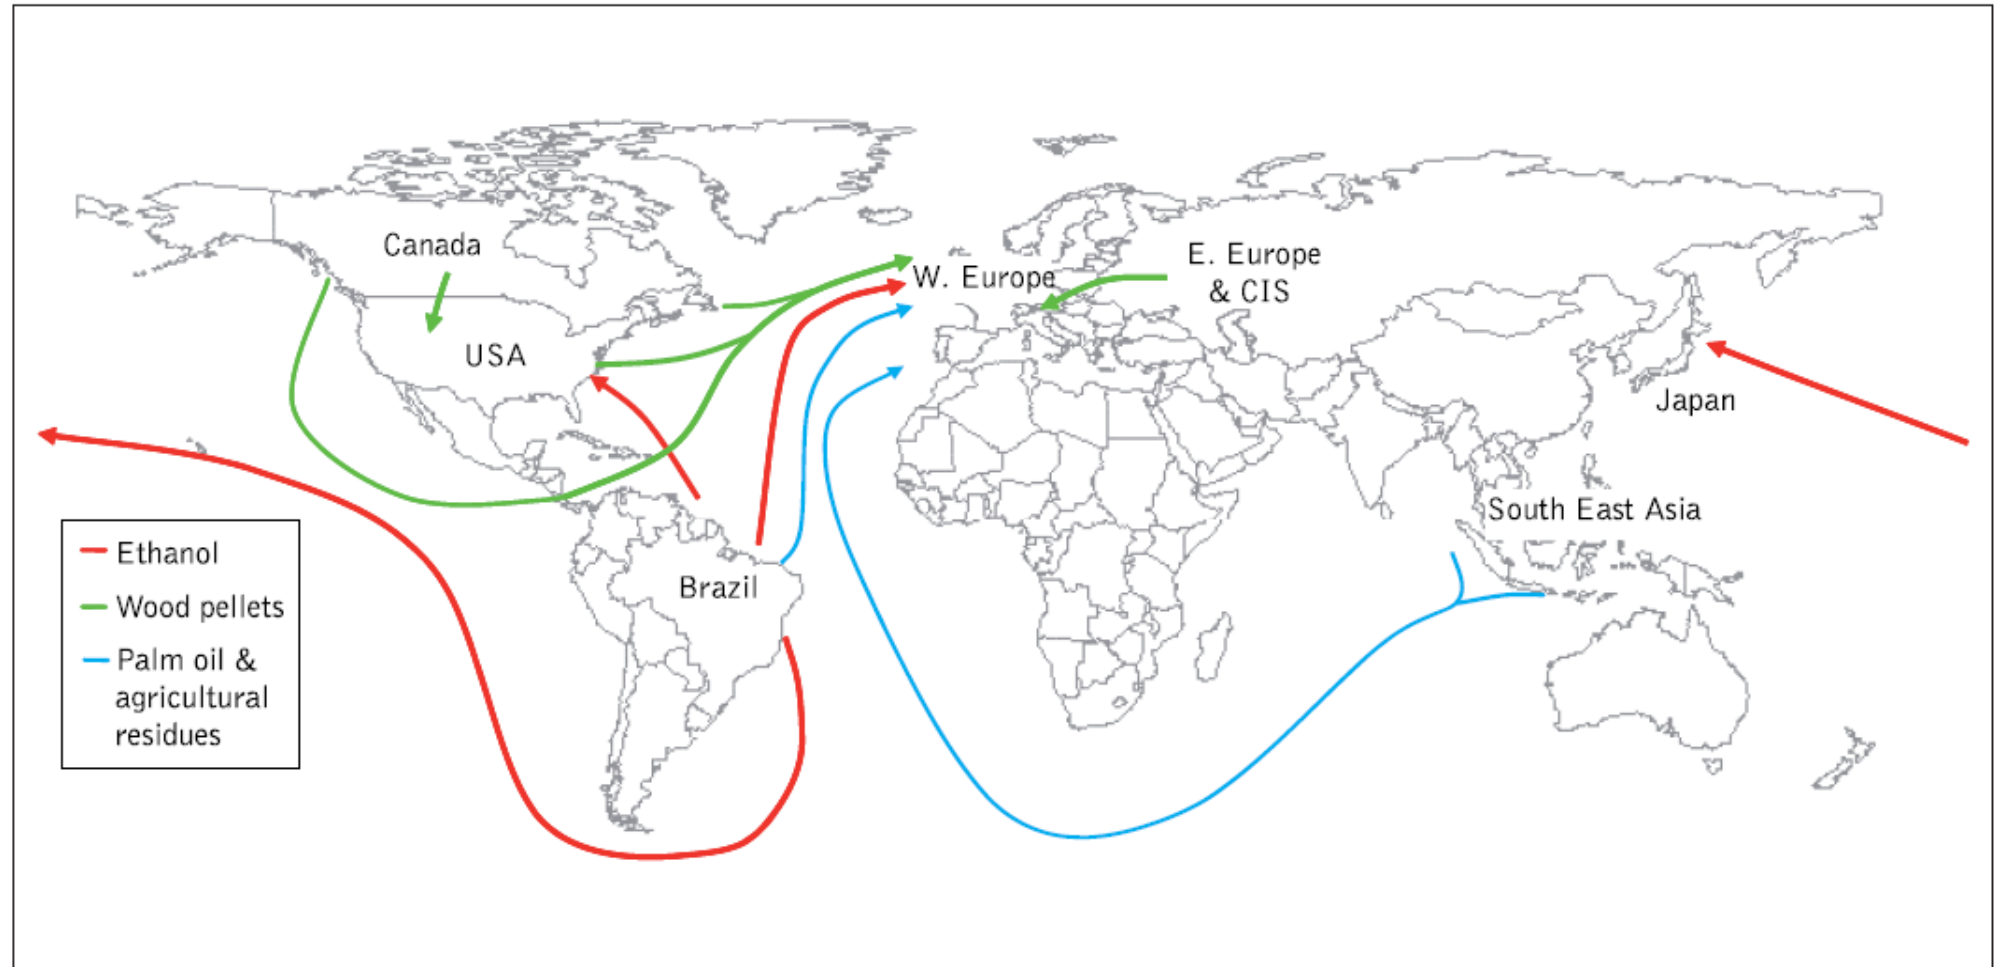 Canada
E. Europe
& CIS
W. Europe
USA
Japan
South East Asia
Brazil
Ethanol
Wood pellets
Palm oil &
agricultural
residues